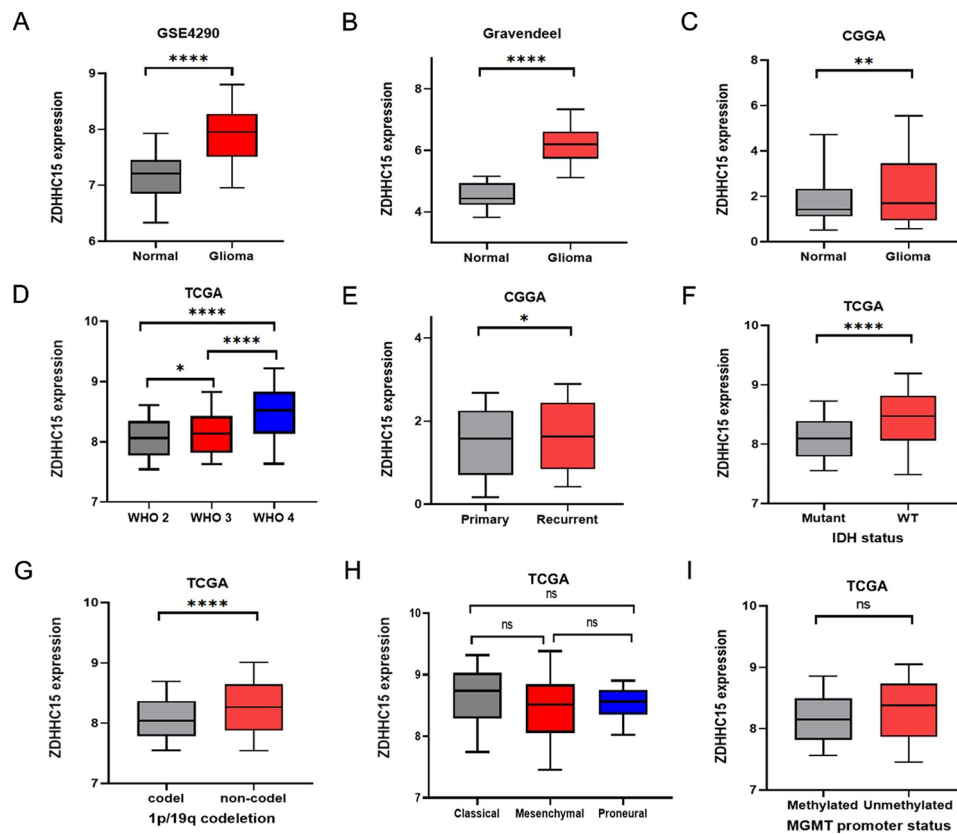 A
GSE4290
****
ZDHHC15 expression
9
8
7
6
Normal Glioma
B
Gravendeel
****
ZDHHC15 expression
8
6
4
Normal Glioma
C
CGGA
**
ZDHHC15 expression
8
6
4
2
0
Normal Glioma
D
TCGA
****
****
*
ZDHHC15 expression
10
9
8
7
WHO 2 WHO 3 WHO 4
E
CGGA
*
ZDHHC15 expression
4
2
0
Primary Recurrent
F
TCGA
****
ZDHHC15 expression
10
9
8
7
Mutant WT
IDH status
G
TCGA
****
ZDHHC15 expression
10
9
8
7
codel non-codel
1p/19q codeletion
H
TCGA
ns
ns ns
ZDHHC15 expression
10
9
8
7
Classical Mesenchymal Proneural
I
TCGA
ns
ZDHHC15 expression
10
9
8
7
Methylated Unmethylated
MGMT promoter status